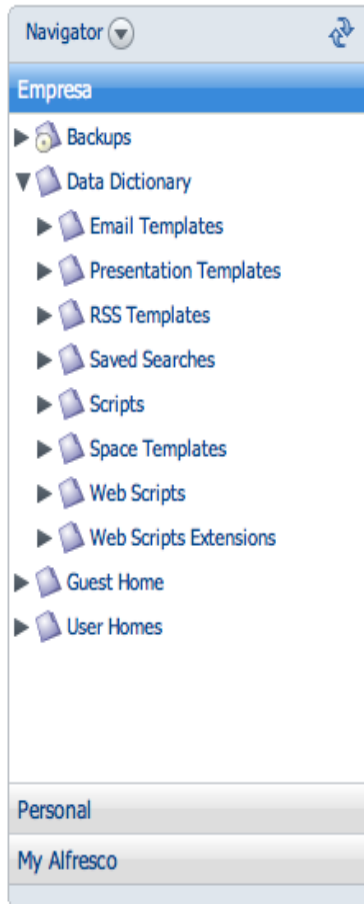 Navigator
Empresa
Backups
Data Dictionary
Email Templates
Presentation Templates
RSS Templates
Saved Searches
Scripts
Space Templates
Web Scripts
Web Scripts Extensions
Guest Home
User Homes
Personal
My Alfresco